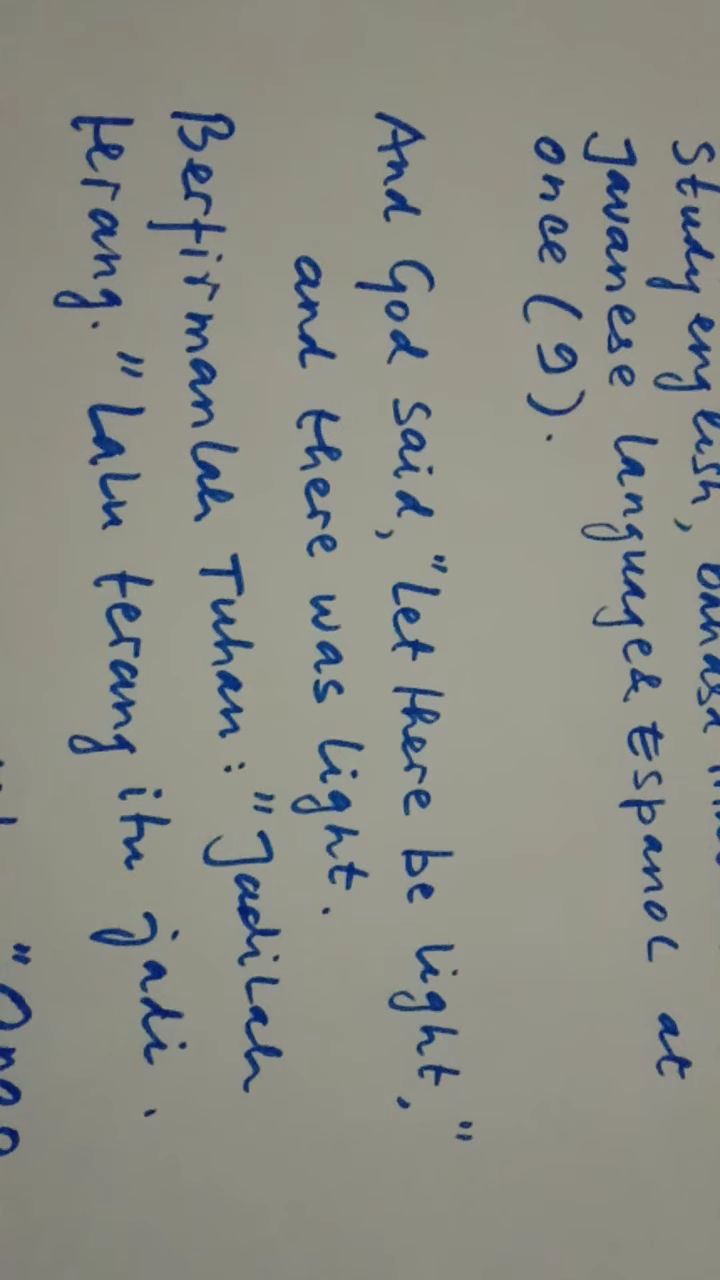 Study english, bahasa
Javanese language & Espanol at
once (9).
And God said, "Let there be light,"
and there was light.
Berfirmanlah Tuhan: "Jadilah
terang." Lalu terang itu jadi.